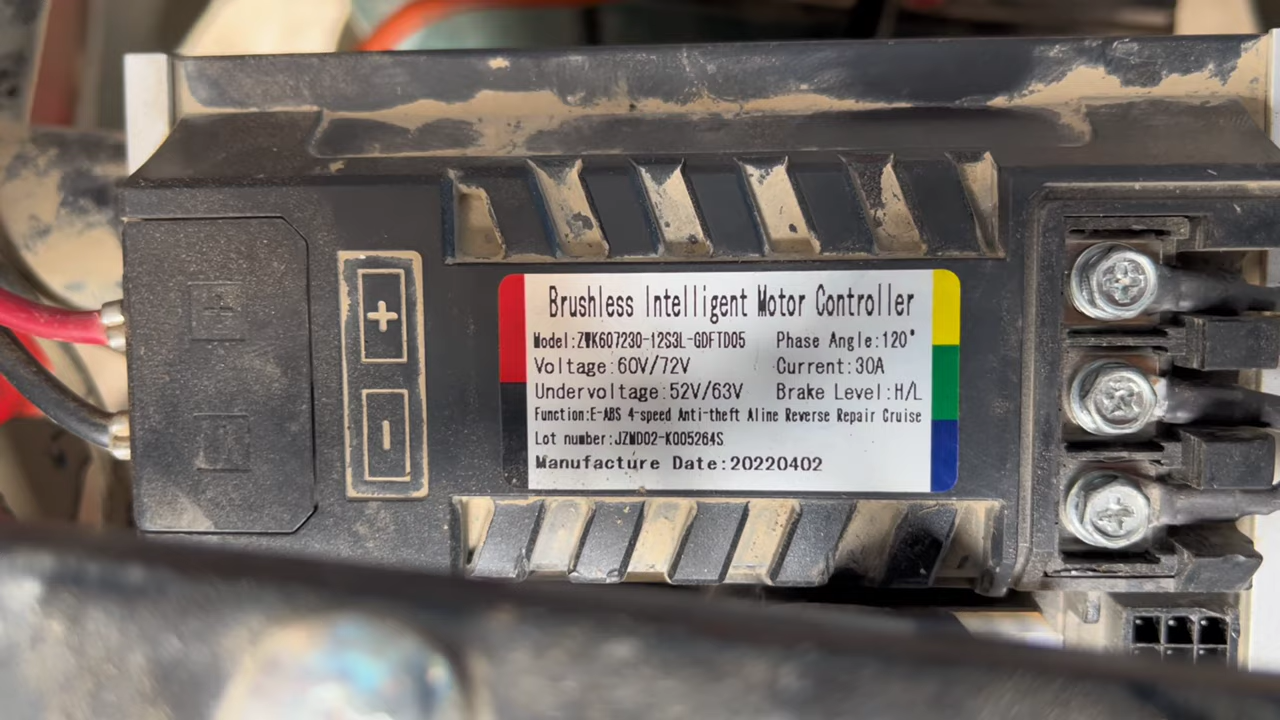 Brushless Intelligent Motor Controller
Model:ZWK607230-12S3L-GDFTD05 Phase Angle:120°
Voltage:60V/72V Current:30A
Undervoltage:52V/63V Brake Level:H/L
Function:E-ABS 4-speed Anti-theft Aline Reverse Repair Cruise
Lot number:JZMD02-K005264S
Manufacture Date:20220402
+
-